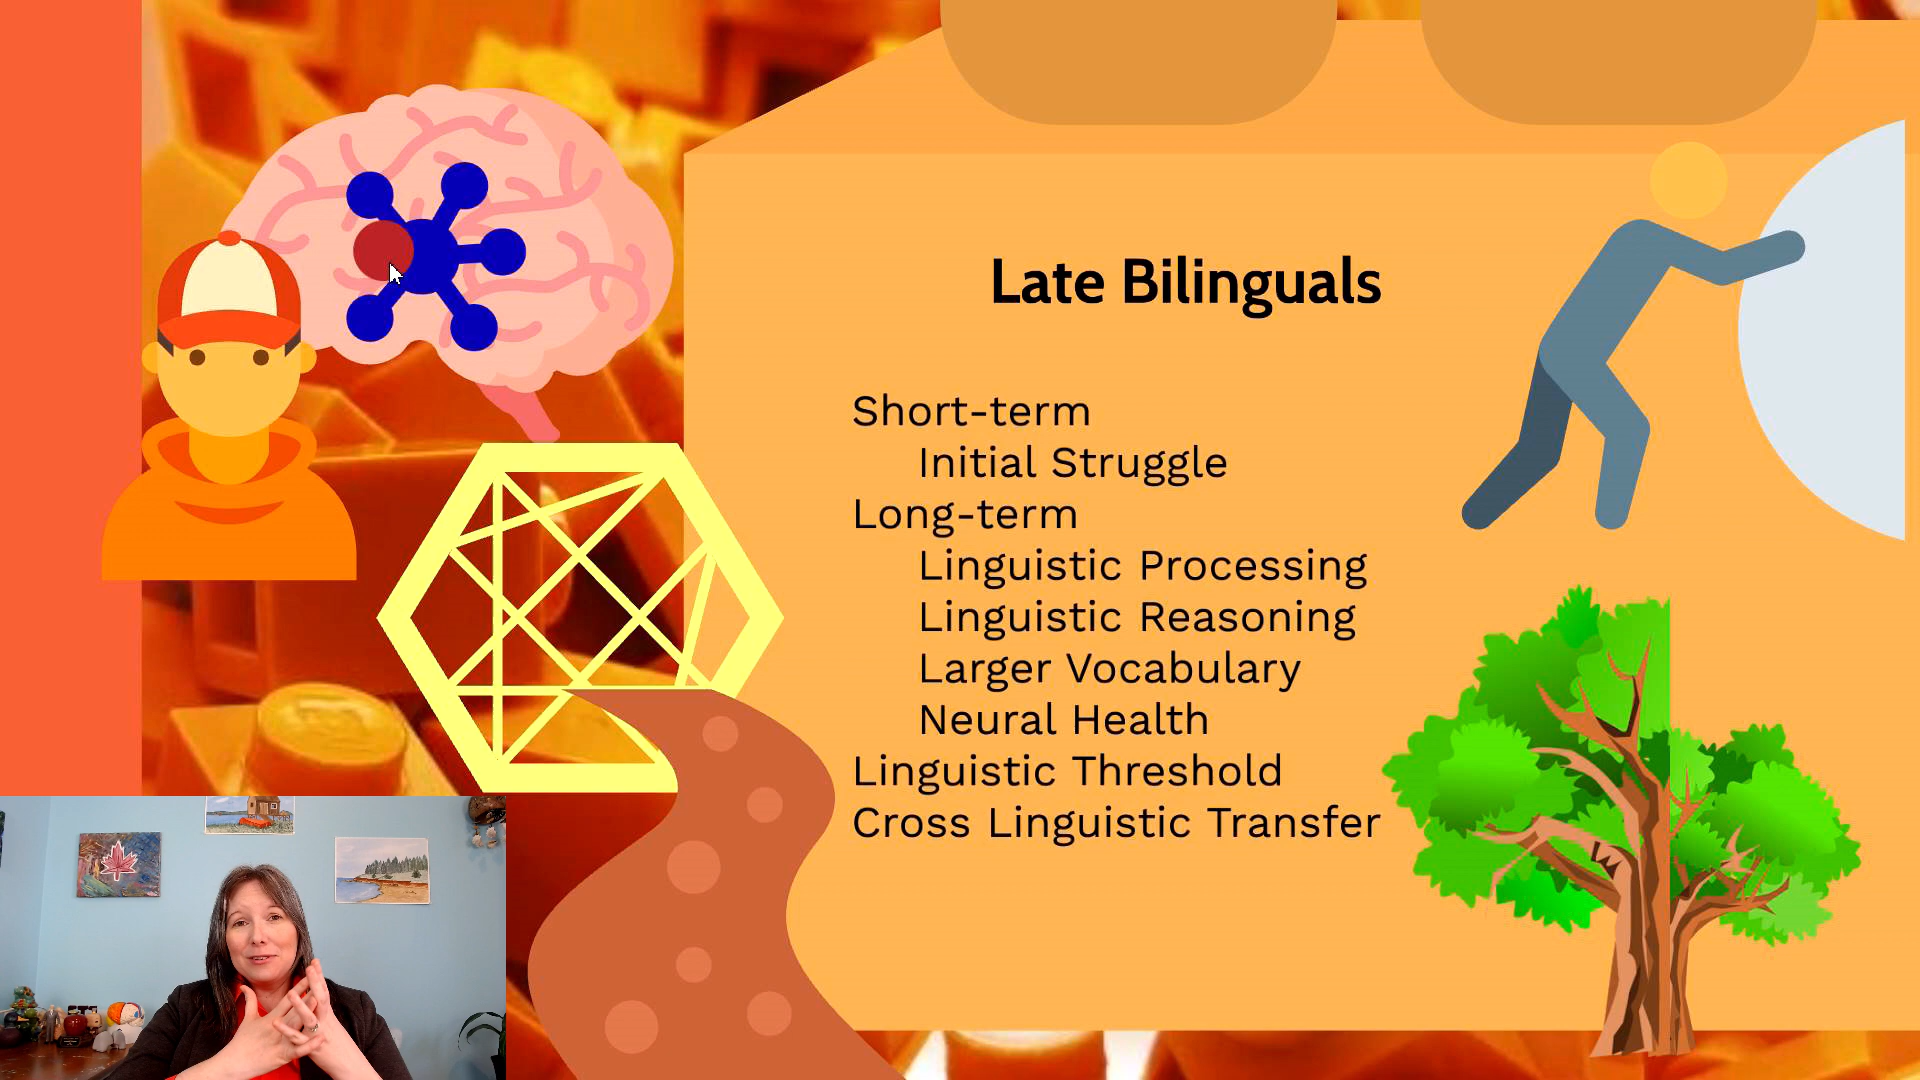 Late Bilinguals
Short-term
Initial Struggle
Long-term
Linguistic Processing
Linguistic Reasoning
Larger Vocabulary
Neural Health
Linguistic Threshold
Cross Linguistic Transfer